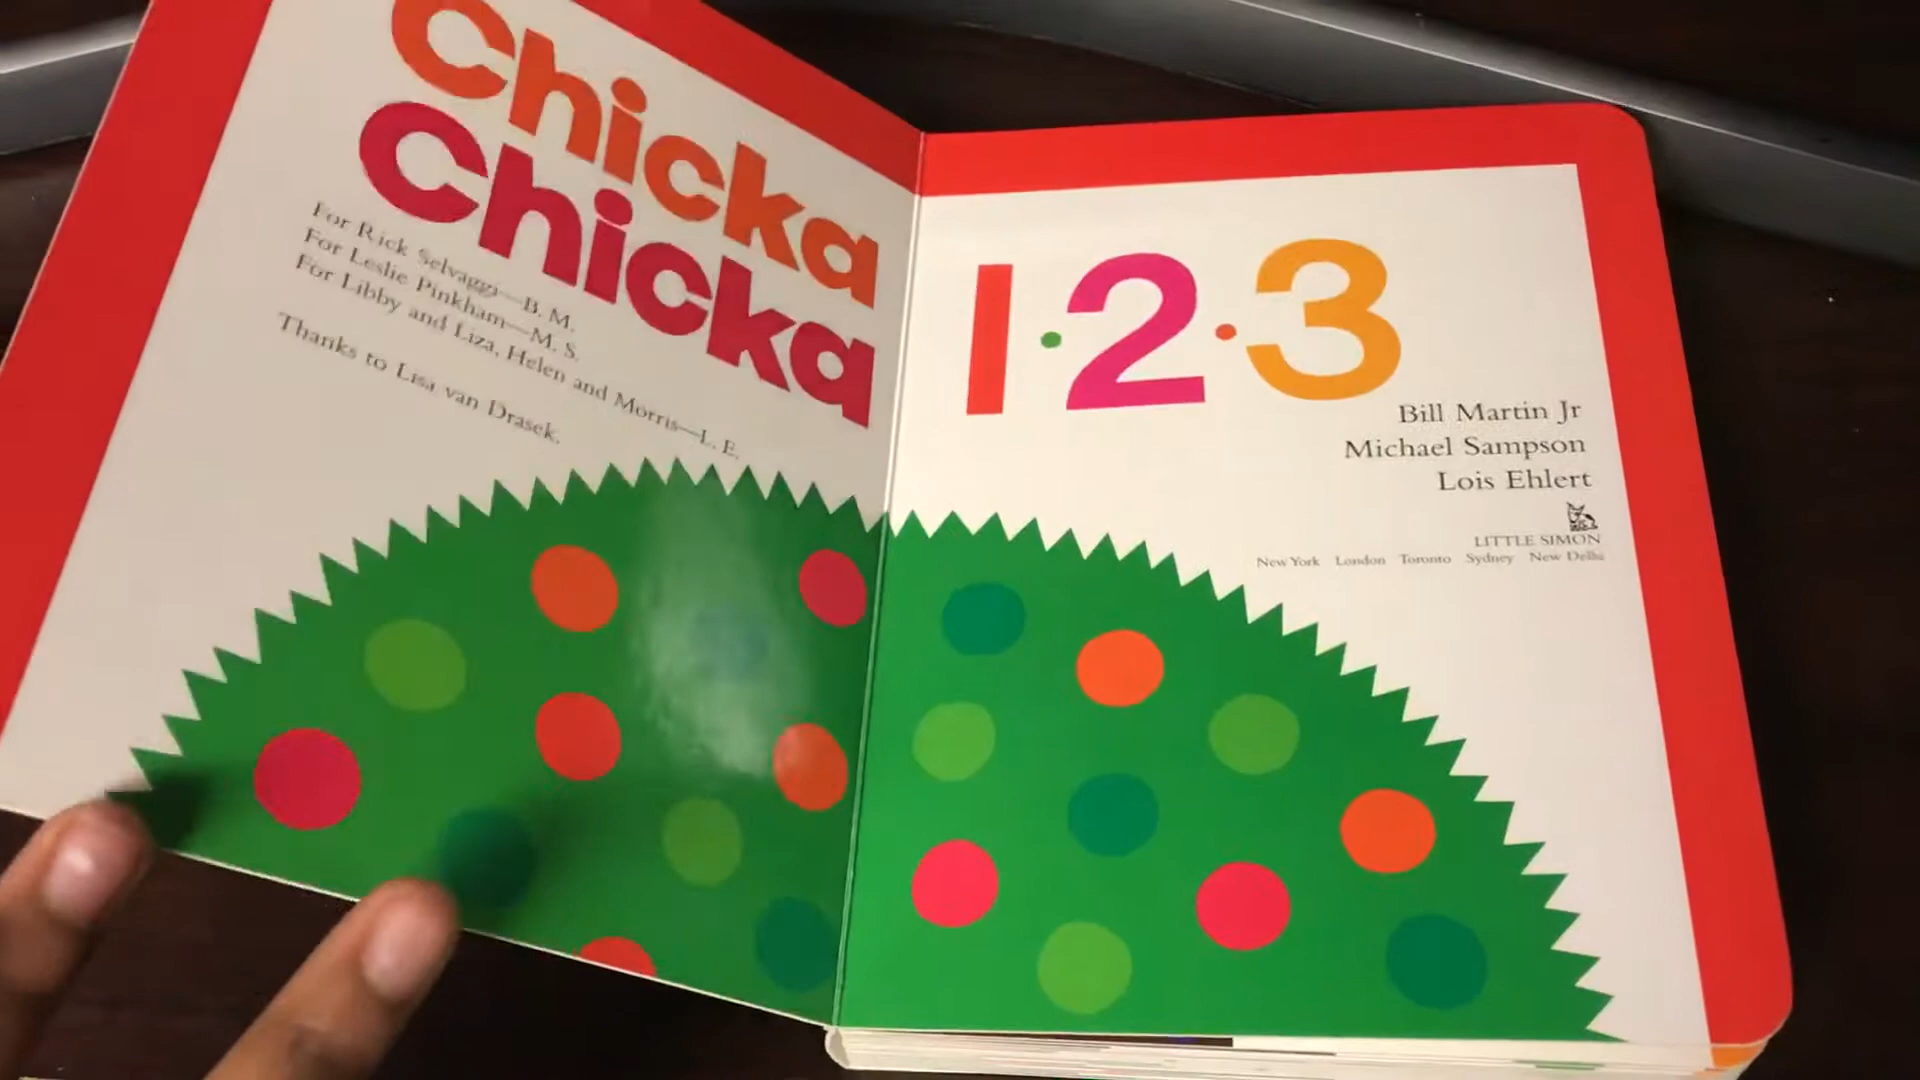 Chicka
Chicka
For Rick Selvaggi—B. M.
For Leslie Pinkham—M. S.
For Libby and Liza, Helen and Morris—L. E.
Thanks to Lisa van Drasek.
1·2·3
Bill Martin Jr
Michael Sampson
Lois Ehlert
LITTLE SIMON
New York London Toronto Sydney New Delhi